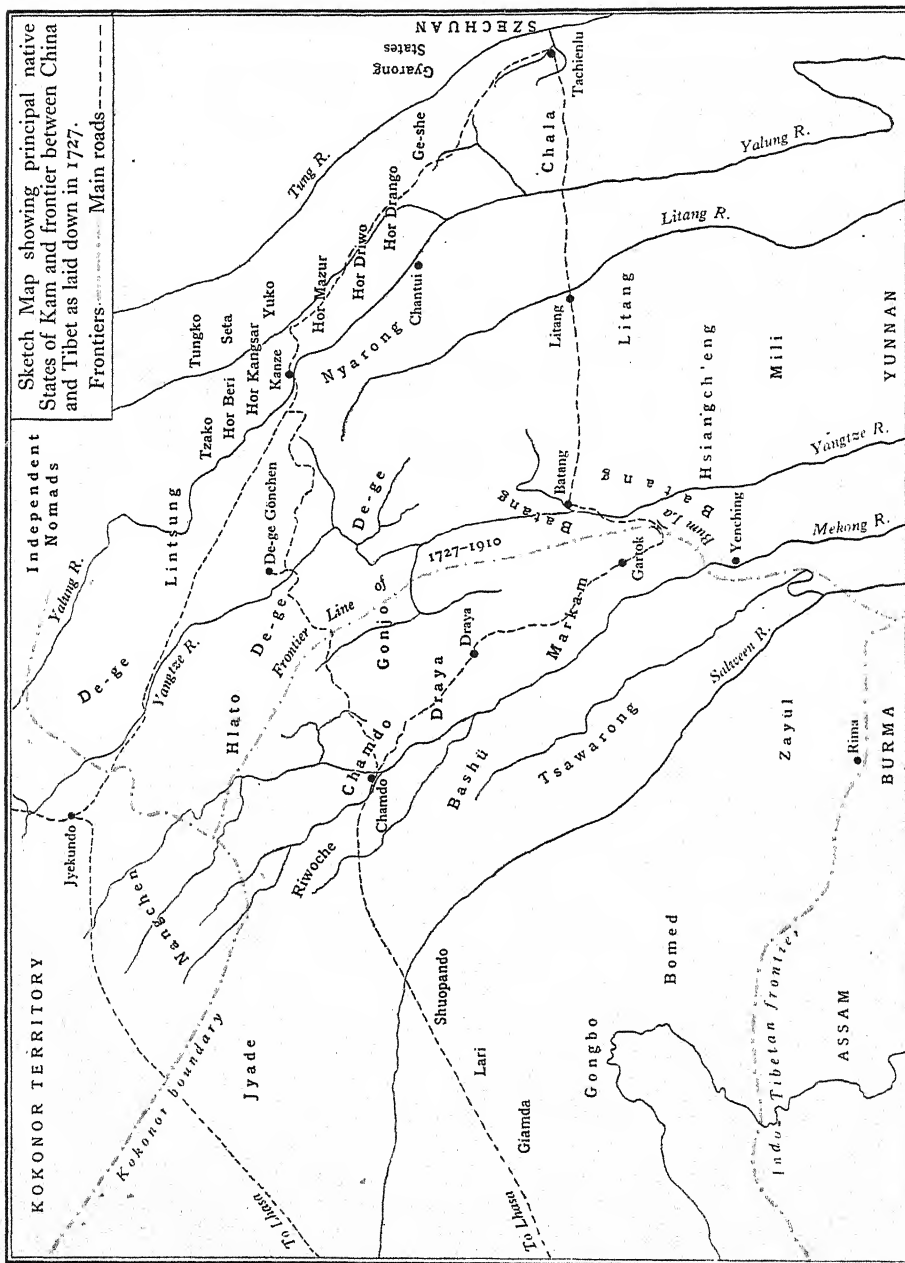 Sketch Map showing principal native
States of Kam and frontier between China
and Tibet as laid down in 1727.
Frontiers Main roads
KOKONOR TERRITORY
Independent
Nomads
SZECHUAN
Gyarong
States
Tung R.
Yalung R.
Jyekundo
De-ge
Lintsung
Tzako
Tungko
Hor Beri
Seta
Hor Kangsar
Yuko
Kanze
Hor Mazur
Hor Driwo
Hor Drango
Ge-she
Tachienlu
Yangtze R.
Nangchen
Hlato
De-ge Gönchen
De-ge
De-ge
Nyarong
Chantui
Chala
Kokonor boundary
Frontier Line of 1727-1910
Gonjo
Jyade
Riwoche
Chamdo
Chamdo
Draya
Draya
Batang
Batang
Litang
Litang
Litang R.
Yalung R.
To Lhasa
Shuopando
Lari
Giamda
To Lhasa
Bashü
Markam
Gartok
Bum La
Batang
Hsiangch'eng
Mili
Tsawarong
Yenching
Yangtze R.
Mekong R.
YUNNAN
Salween R.
Gongbo
Bomed
Zayul
Rima
Indo-Tibetan frontier
ASSAM
BURMA